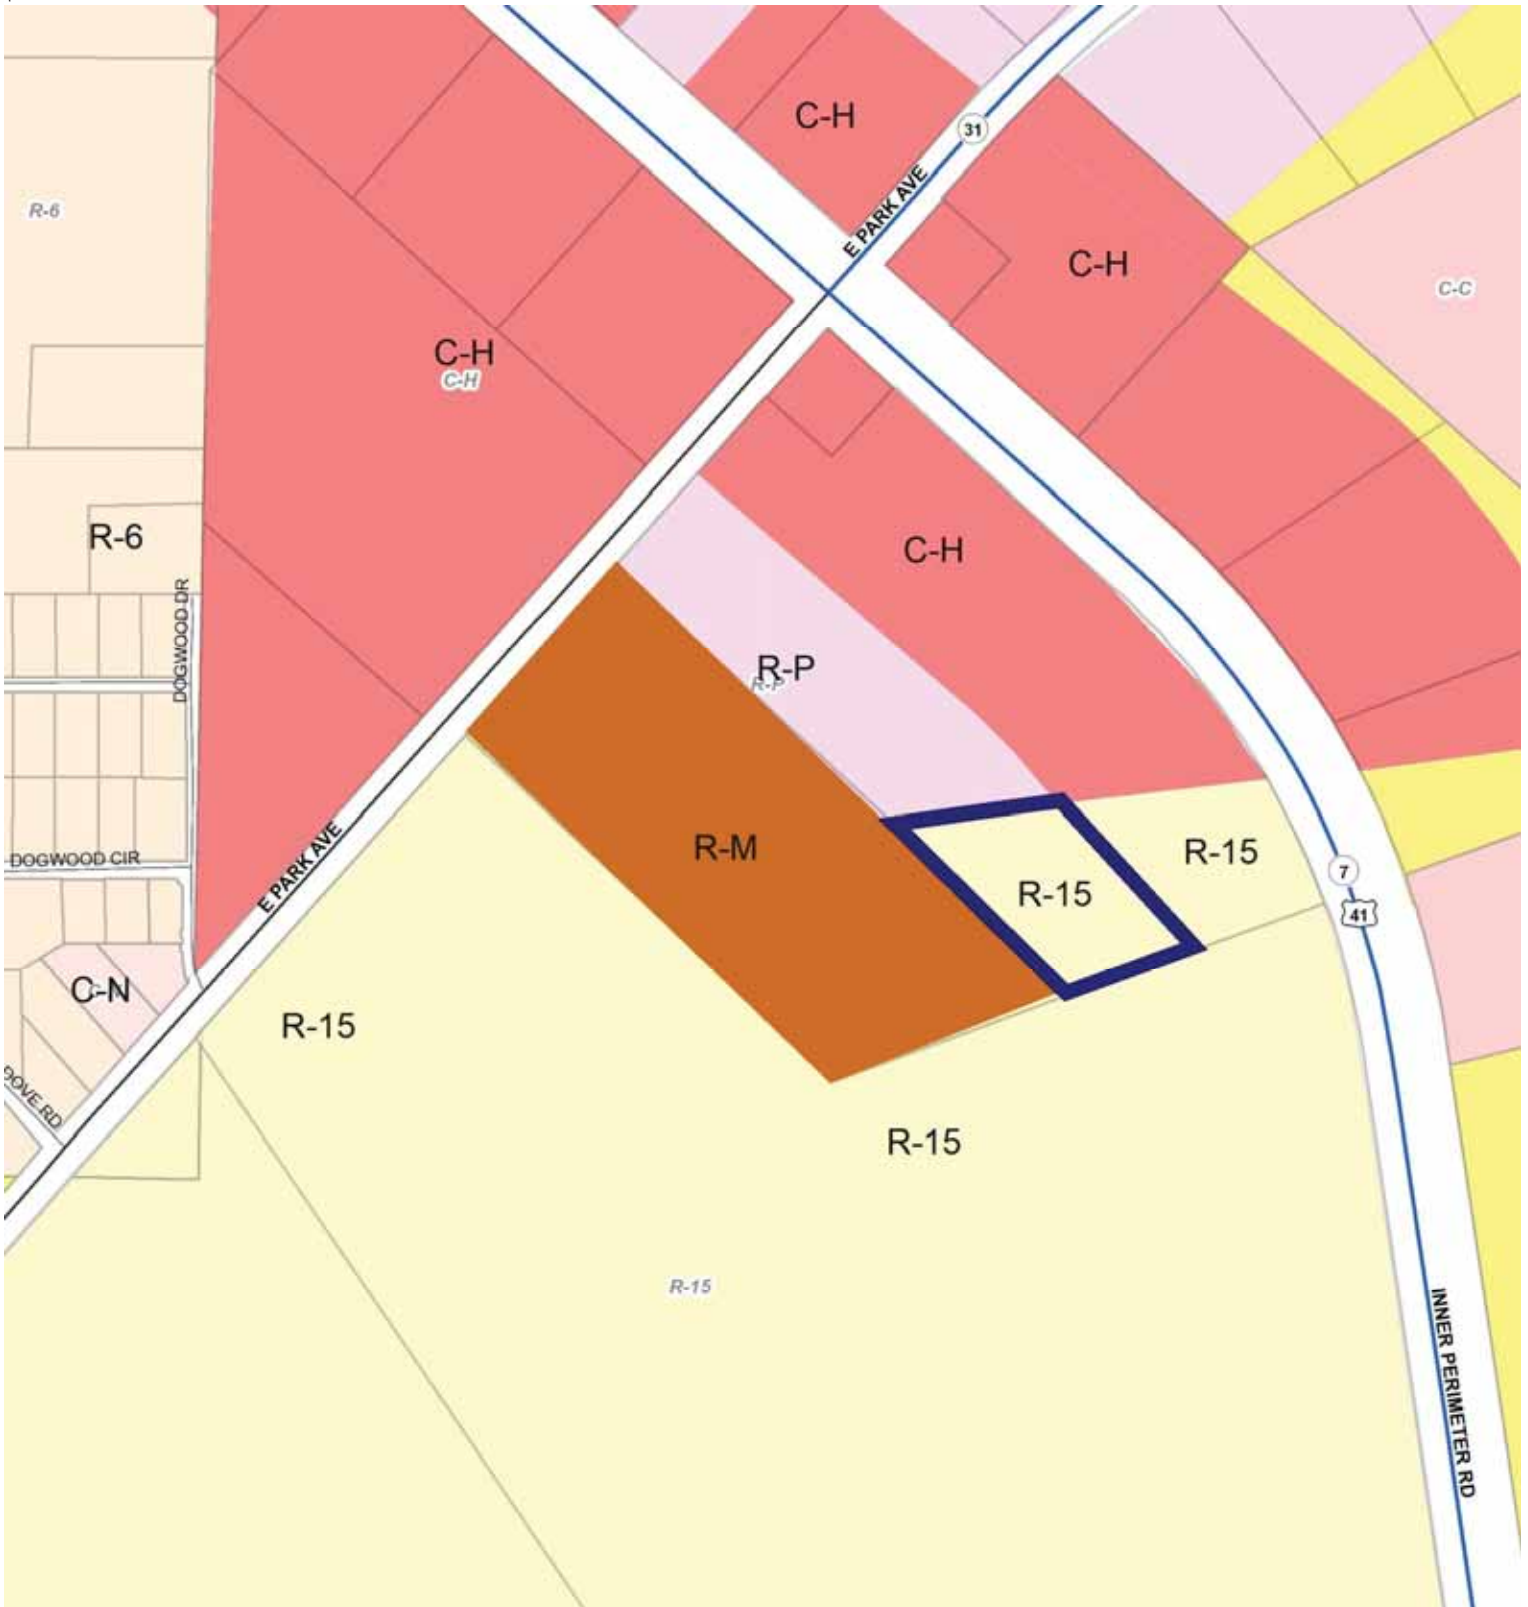 C-H
31
E PARK AVE
R-6
C-H
C-C
C-H
C-H
R-6
C-H
DOGWOOD DR
R-P
R-P
R-M
R-15
E PARK AVE
DOGWOOD CIR
7
R-15
41
C-N
R-15
DOVE RD
R-15
R-15
INNER PERIMETER RD